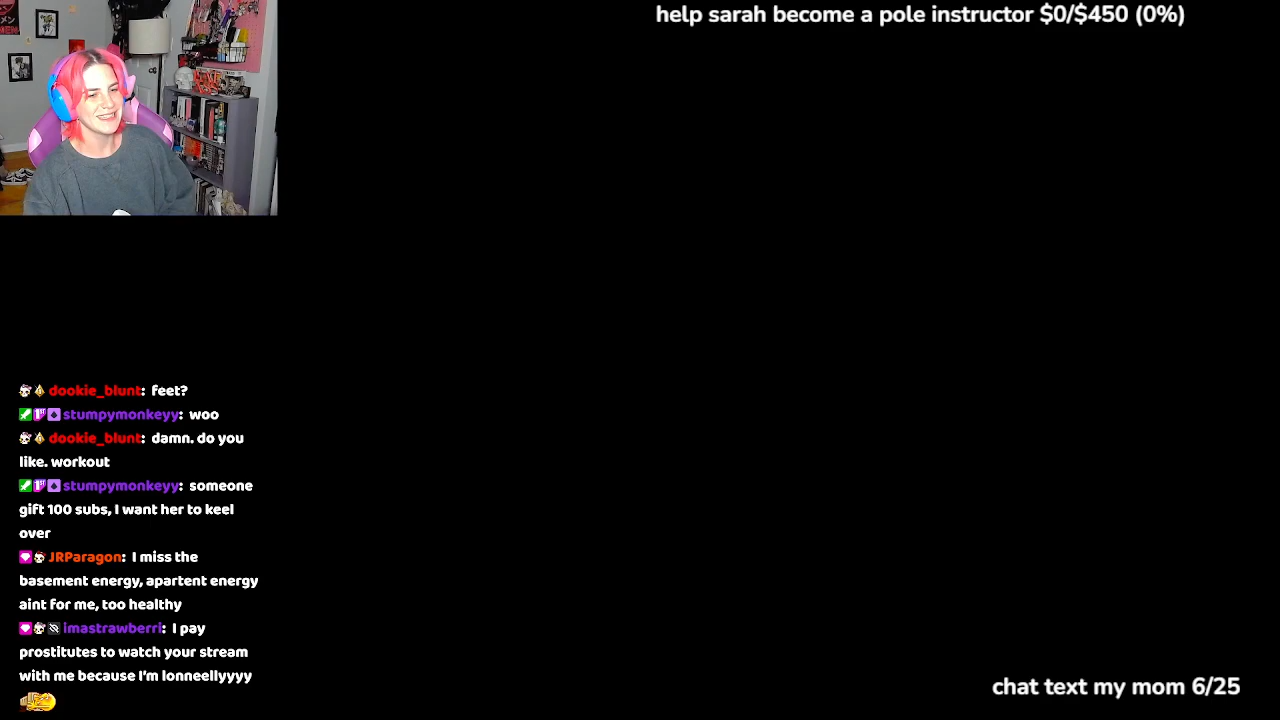 help sarah become a pole instructor $0/$450 (0%)
dookie_blunt: feet?
stumpymonkeyy: woo
dookie_blunt: damn. do you
like. workout
stumpymonkeyy: someone
gift 100 subs, I want her to keel
over
JRParagon: I miss the
basement energy, apartent energy
aint for me, too healthy
imastrawberri: I pay
prostitutes to watch your stream
with me because I'm lonneellyyyy
chat text my mom 6/25